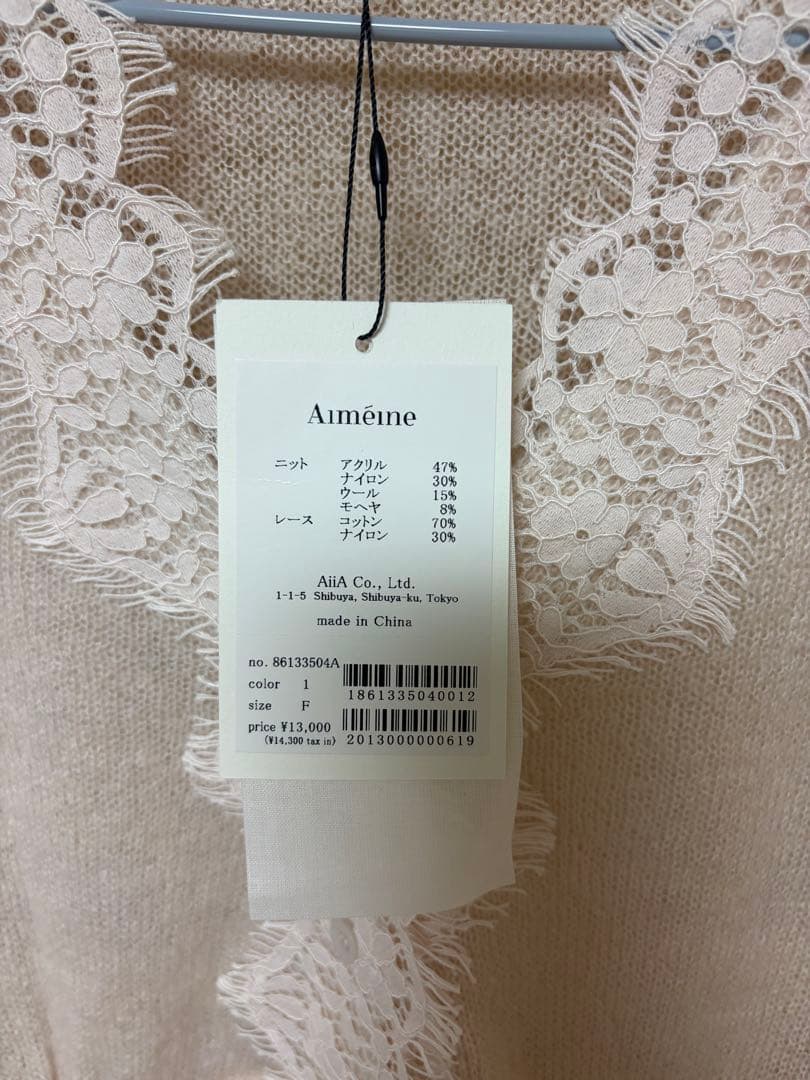 Aiméine
ニット アクリル 47%
ナイロン 30%
ウール 15%
モヘヤ 8%
レース コットン 70%
ナイロン 30%
AiiA Co., Ltd.
1-1-5 Shibuya, Shibuya-ku, Tokyo
made in China
no. 86133504A
1861335040012
color 1
size F
price ¥13,000
(¥14,300 tax in)
2013000000619